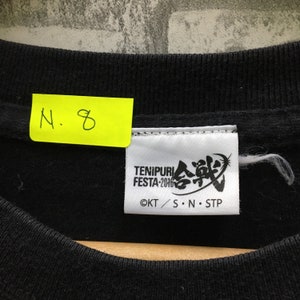 N. 8
TENIPURI
FESTA・2016
合戦
©KT ／ S・N・STP